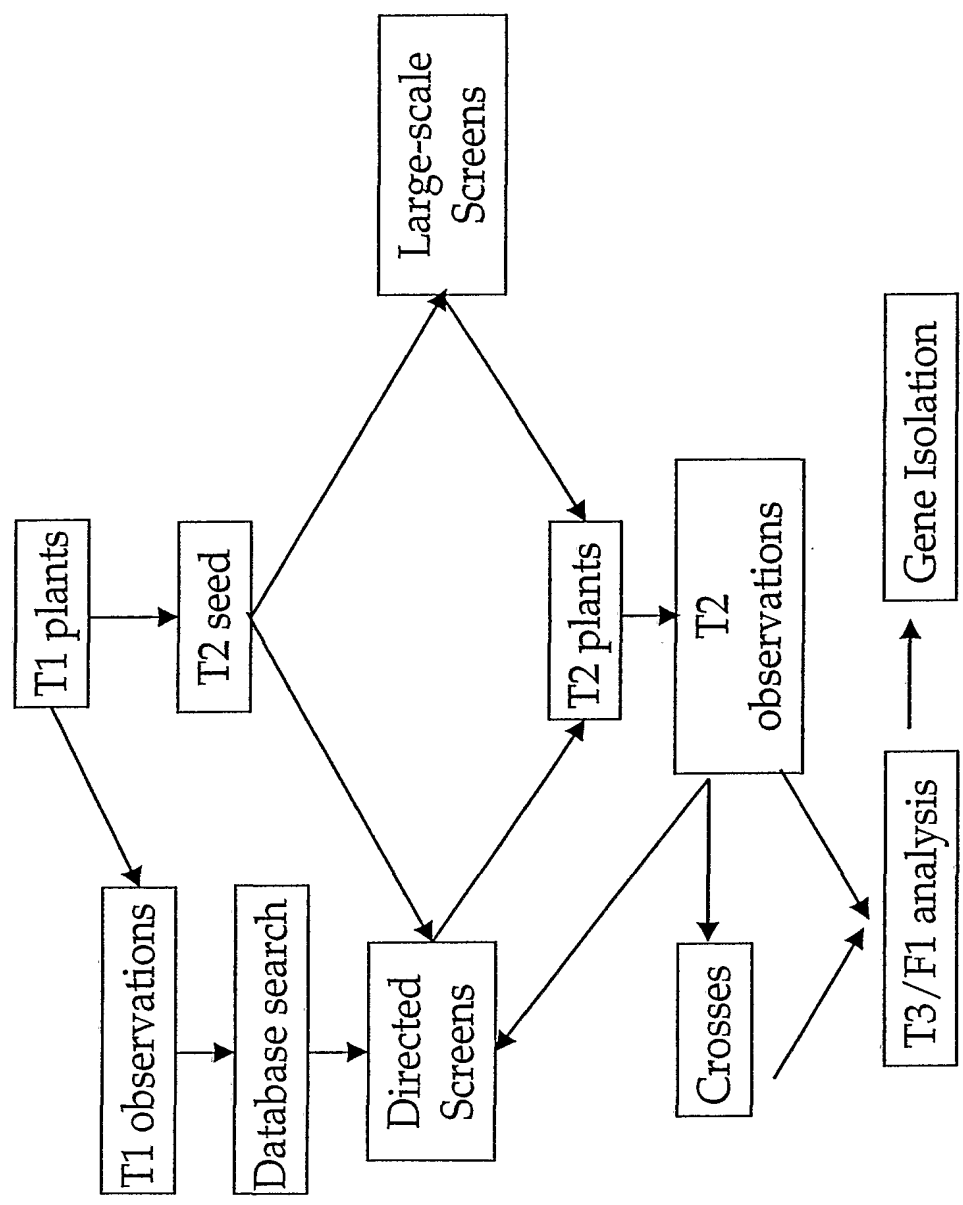 T1 plants
T1 observations
T2 seed
Database search
Directed
Screens
Large-scale
Screens
T2 plants
T2
observations
Crosses
T3/F1 analysis
Gene Isolation